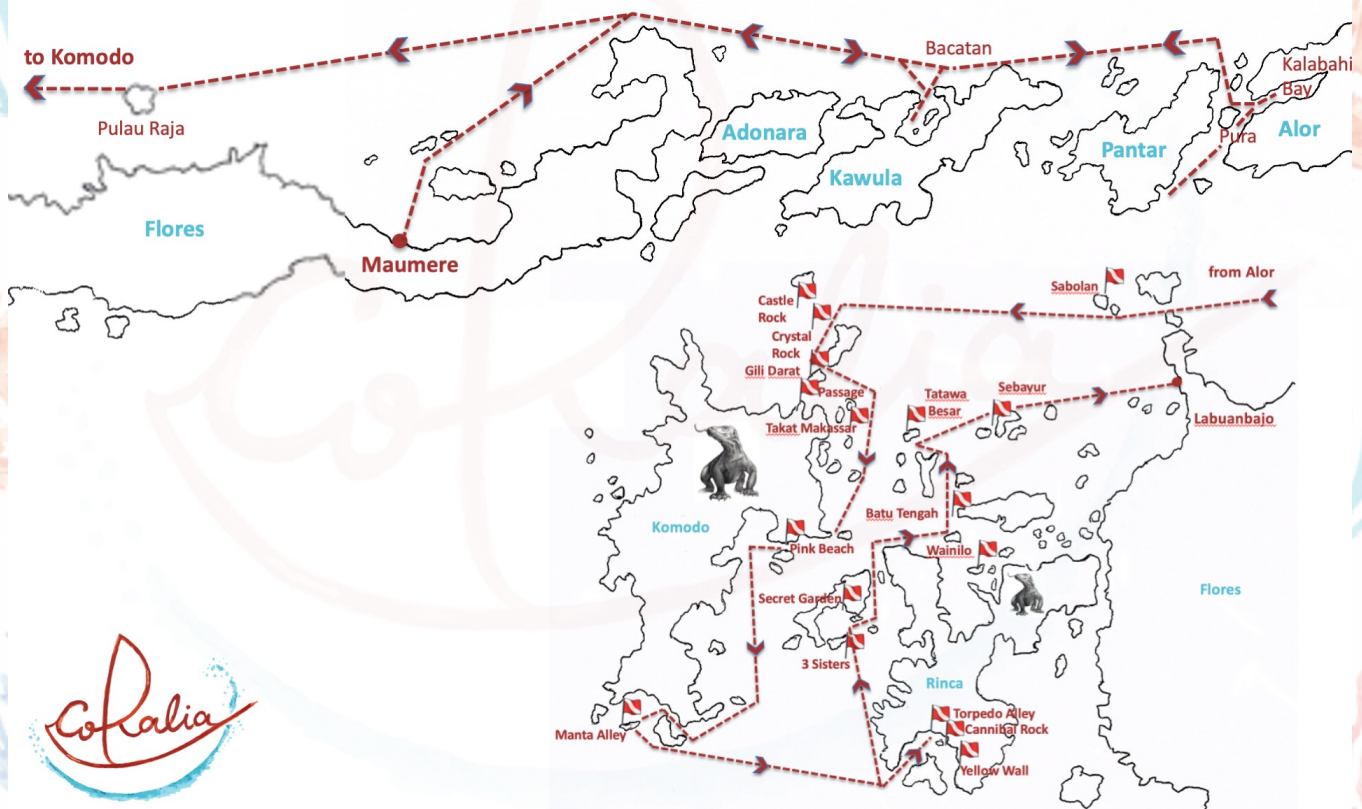 to Komodo
Pulau Raja
Flores
Maumere
Adonara
Kawula
Bacatan
Pantar
Pura
Kalabahi
Bay
Alor
from Alor
Sabolan
Castle
Rock
Crystal
Rock
Gili Darat
Passage
Takat Makassar
Tatawa
Besar
Sebayur
Labuanbajo
Batu Tengah
Komodo
Pink Beach
Wainilo
Secret Garden
Flores
3 Sisters
Rinca
Manta Alley
Torpedo Alley
Cannibal Rock
Yellow Wall
CoRalia